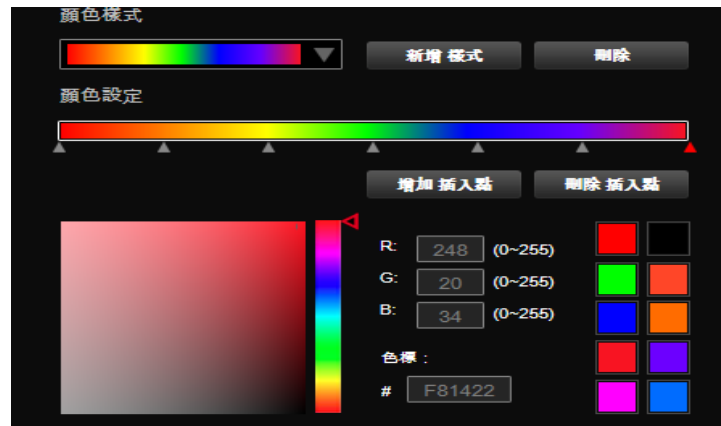 顏色樣式
新增 樣式 刪除
顏色設定
增加 插入點 刪除 插入點
R: 248 (0~255)
G: 20 (0~255)
B: 34 (0~255)
色標 :
# F81422